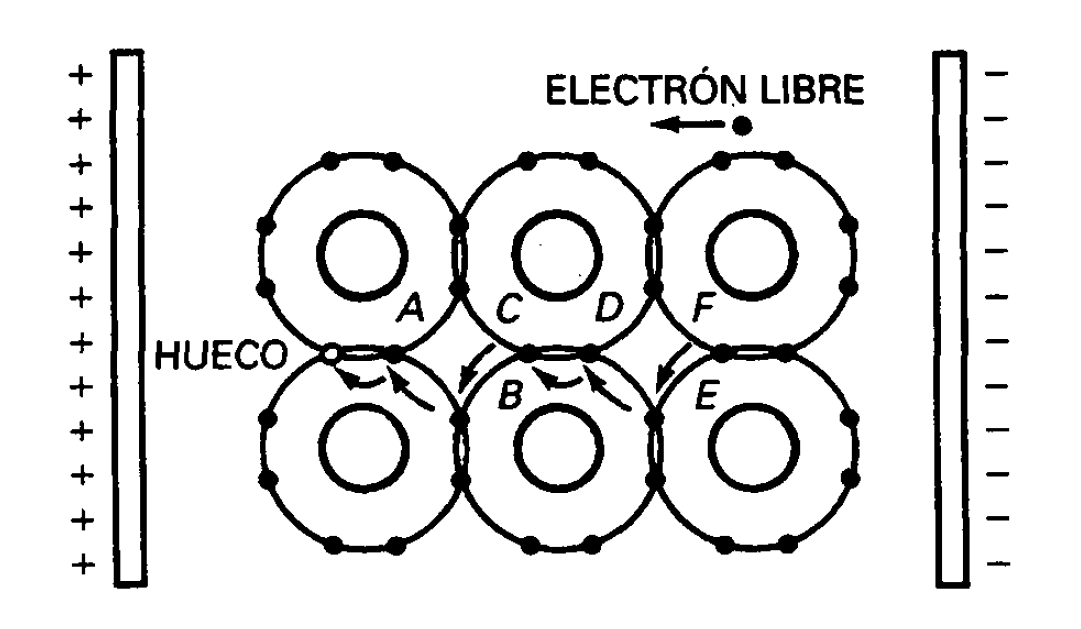 + + + + + + + + + + + +
ELECTRÓN LIBRE
A C D F
HUECO
B E
− − − − − − − − − − − −